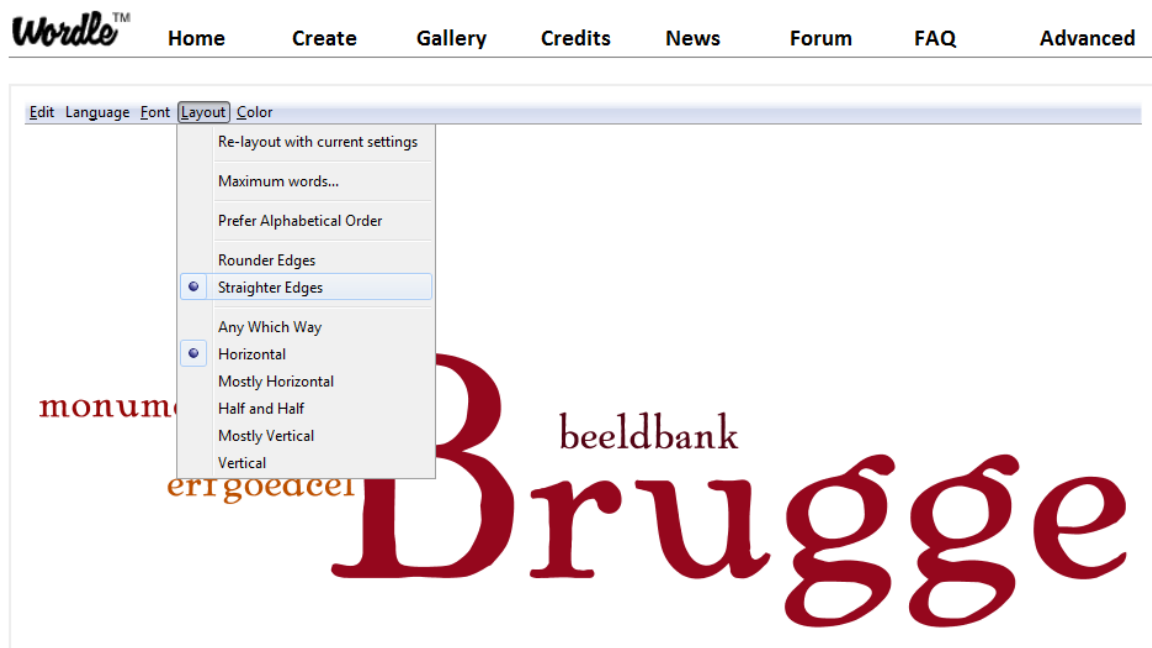 Wordle™ Home Create Gallery Credits News Forum FAQ Advanced
Edit Language Font Layout Color
Re-layout with current settings
Maximum words...
Prefer Alphabetical Order
Rounder Edges
Straighter Edges
Any Which Way
Horizontal
Mostly Horizontal
Half and Half
Mostly Vertical
Vertical
beeldbank
erfgoedcel
Brugge